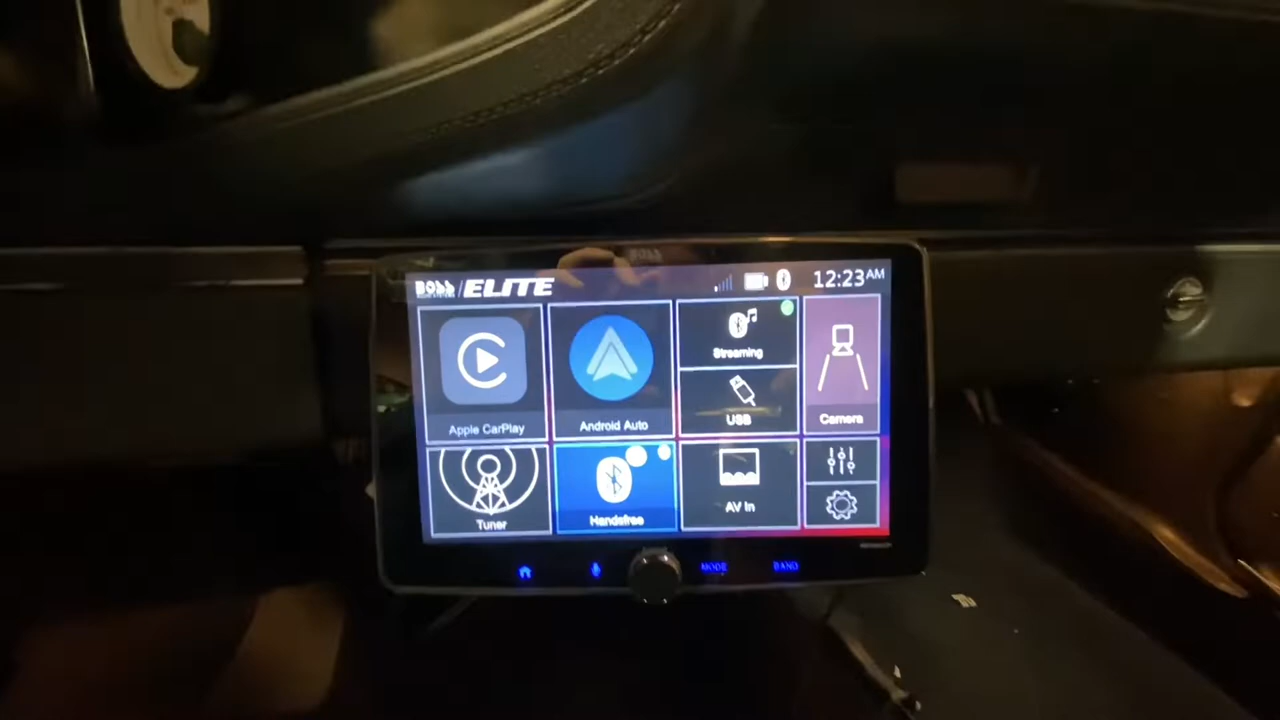 BOSS/ELITE
12:23AM
Apple CarPlay
Android Auto
Streaming
USB
Camera
Tuner
Handsfree
AV In
MODE
BAND